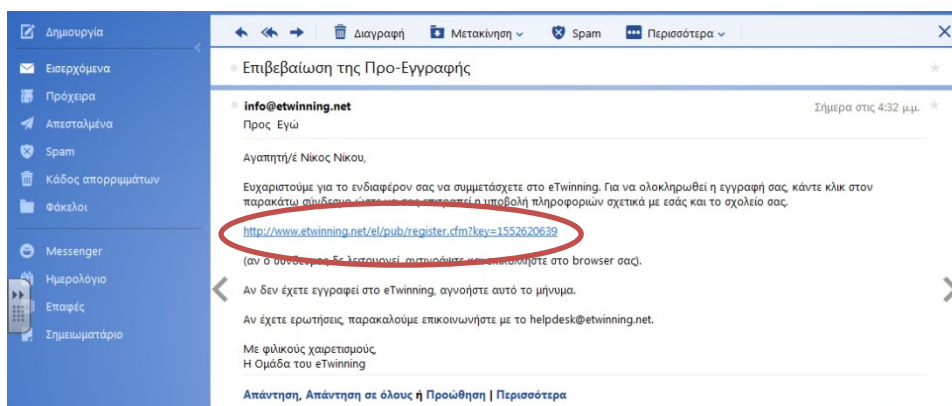 Δημιουργία
Εισερχόμενα
Πρόχειρα
Απεσταλμένα
Spam
Κάδος απορριμμάτων
Φάκελοι
Messenger
Ημερολόγιο
Επαφές
Σημειωματάριο
Διαγραφή Μετακίνηση Spam Περισσότερα
Επιβεβαίωση της Προ-Εγγραφής
info@etwinning.net Σήμερα στις 4:32 μ.μ.
Προς Εγώ
Αγαπητή/έ Νίκος Νίκου,
Ευχαριστούμε για το ενδιαφέρον σας να συμμετάσχετε στο eTwinning. Για να ολοκληρωθεί η εγγραφή σας, κάντε κλικ στον
παρακάτω σύνδεσμο ώστε να σας επιτραπεί η υποβολή πληροφοριών σχετικά με εσάς και το σχολείο σας.
http://www.etwinning.net/el/pub/register.cfm?key=1552620639
(αν ο σύνδεσμος δε λειτουργεί, αντιγράψτε και επικολλήστε στο browser σας).
Αν δεν έχετε εγγραφεί στο eTwinning, αγνοήστε αυτό το μήνυμα.
Αν έχετε ερωτήσεις, παρακαλούμε επικοινωνήστε με το helpdesk@etwinning.net.
Με φιλικούς χαιρετισμούς,
Η Ομάδα του eTwinning
Απάντηση, Απάντηση σε όλους ή Προώθηση | Περισσότερα